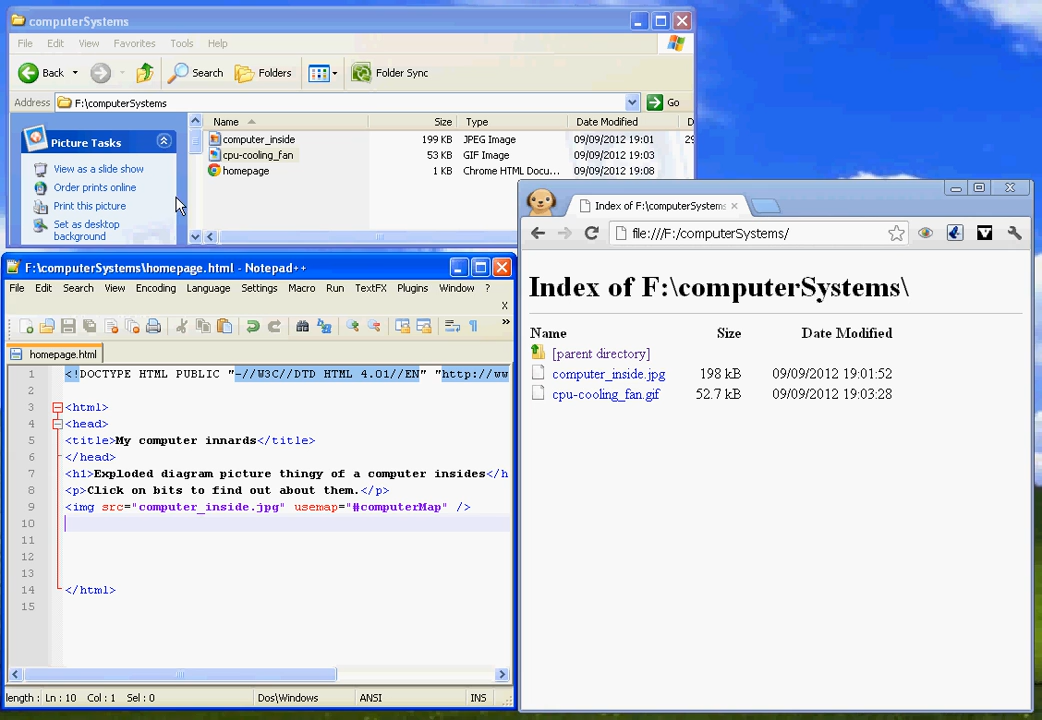 computerSystems
File Edit View Favorites Tools Help
Back Search Folders Folder Sync
Address F:\computerSystems Go
Name Size Type Date Modified D
Picture Tasks
computer_inside 199 KB JPEG Image 09/09/2012 19:01 29
cpu-cooling_fan 53 KB GIF Image 09/09/2012 19:03
homepage 1 KB Chrome HTML Docu... 09/09/2012 19:08
View as a slide show
Order prints online
Print this picture
Set as desktop
background
F:\computerSystems\homepage.html - Notepad++
File Edit Search View Encoding Language Settings Macro Run TextFX Plugins Window ?
X
homepage.html
1 <!DOCTYPE HTML PUBLIC "-//W3C//DTD HTML 4.01//EN" "http://ww
2
3 <html>
4 <head>
5 <title>My computer innards</title>
6 </head>
7 <h1>Exploded diagram picture thingy of a computer insides</h
8 <p>Click on bits to find out about them.</p>
9 <img src="computer_inside.jpg" usemap="#computerMap" />
10
11
12
13
14 </html>
15
length : Ln : 10 Col : 1 Sel : 0 Dos\Windows ANSI INS
Index of F:\computerSystems
file:///F:/computerSystems/
Index of F:\computerSystems\
Name Size Date Modified
[parent directory]
computer_inside.jpg 198 kB 09/09/2012 19:01:52
cpu-cooling_fan.gif 52.7 kB 09/09/2012 19:03:28